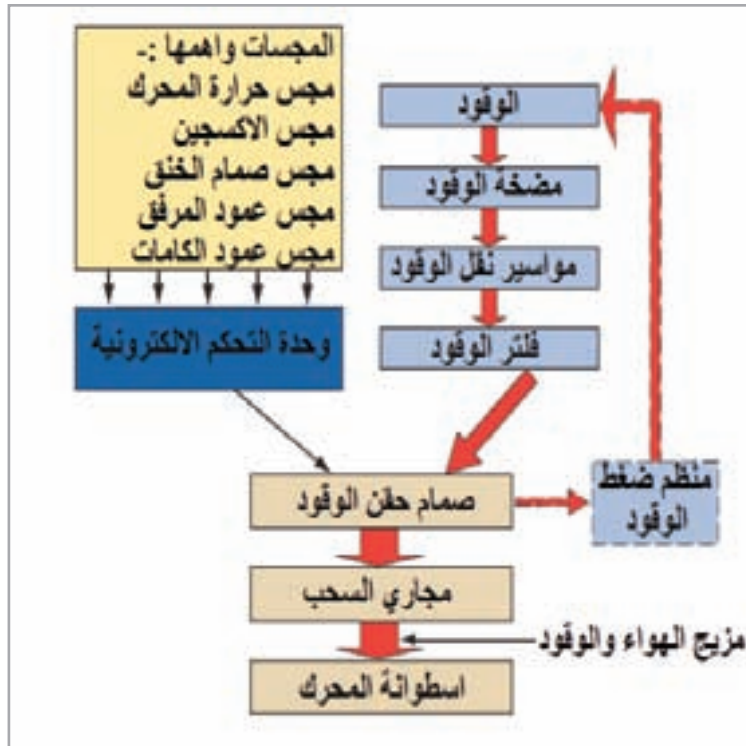 المجسات واهمها :-
مجس حرارة المحرك
مجس الاكسجين
مجس صمام الخنق
مجس عمود المرفق
مجس عمود الكامات
وحدة التحكم الالكترونية
الوقود
مضخة الوقود
مواسير نقل الوقود
فلتر الوقود
صمام حقن الوقود
منظم ضغط
الوقود
مجاري السحب
مزيج الهواء والوقود
اسطوانة المحرك